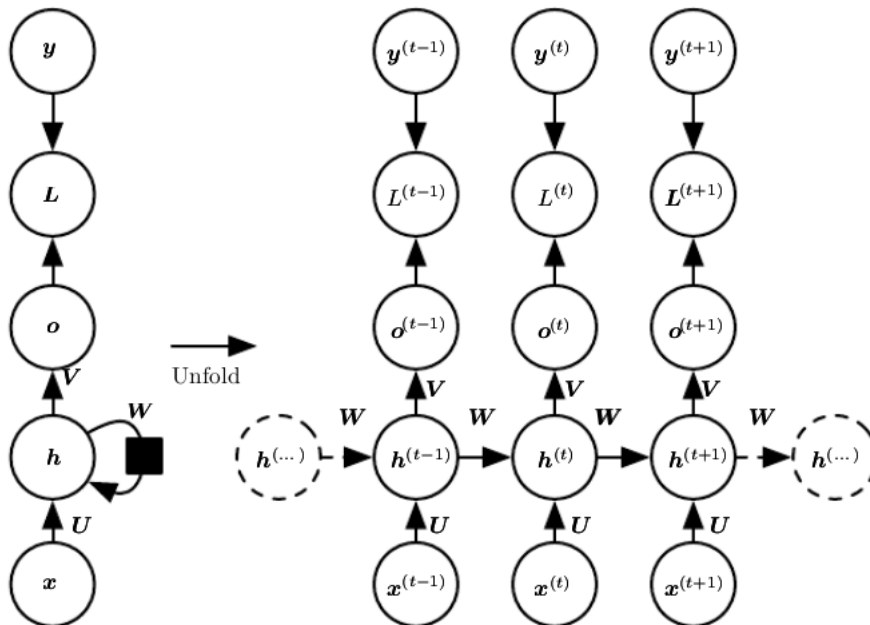 y y^(t−1) y^(t) y^(t+1)
L L^(t−1) L^(t) L^(t+1)
o o^(t−1) o^(t) o^(t+1)
Unfold
V V V V
W W W W W
h h^(...) h^(t−1) h^(t) h^(t+1) h^(...)
U U U U
x x^(t−1) x^(t) x^(t+1)